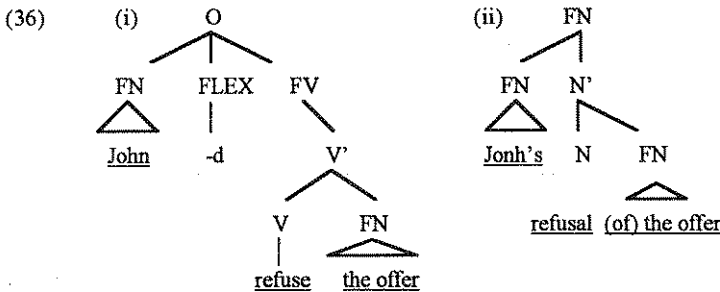 (36) (i) O (ii) FN
FN FLEX FV FN N'
John -d V' Jonh's N FN
V FN refusal (of) the offer
refuse the offer